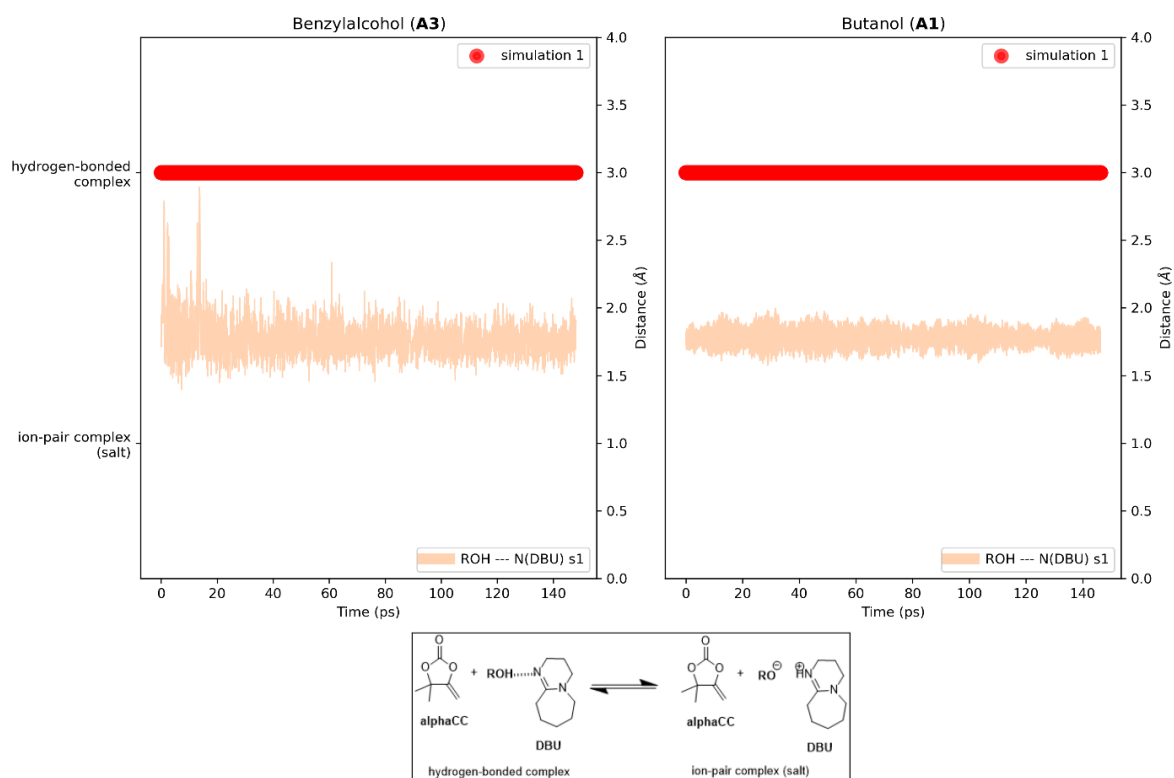 Benzylalcohol (A3)
Butanol (A1)
simulation 1
simulation 1
hydrogen-bonded
complex
ion-pair complex
(salt)
4.0
3.5
3.0
2.5
2.0
1.5
1.0
0.5
0.0
Distance (Å)
4.0
3.5
3.0
2.5
2.0
1.5
1.0
0.5
0.0
Distance (Å)
ROH --- N(DBU) s1
ROH --- N(DBU) s1
0 20 40 60 80 100 120 140
0 20 40 60 80 100 120 140
Time (ps)
Time (ps)
O
O O
+ ROH N
N
alphaCC
DBU
hydrogen-bonded complex
O
O O
+ RO ⊖ ⊕
HN
N
alphaCC
DBU
ion-pair complex (salt)